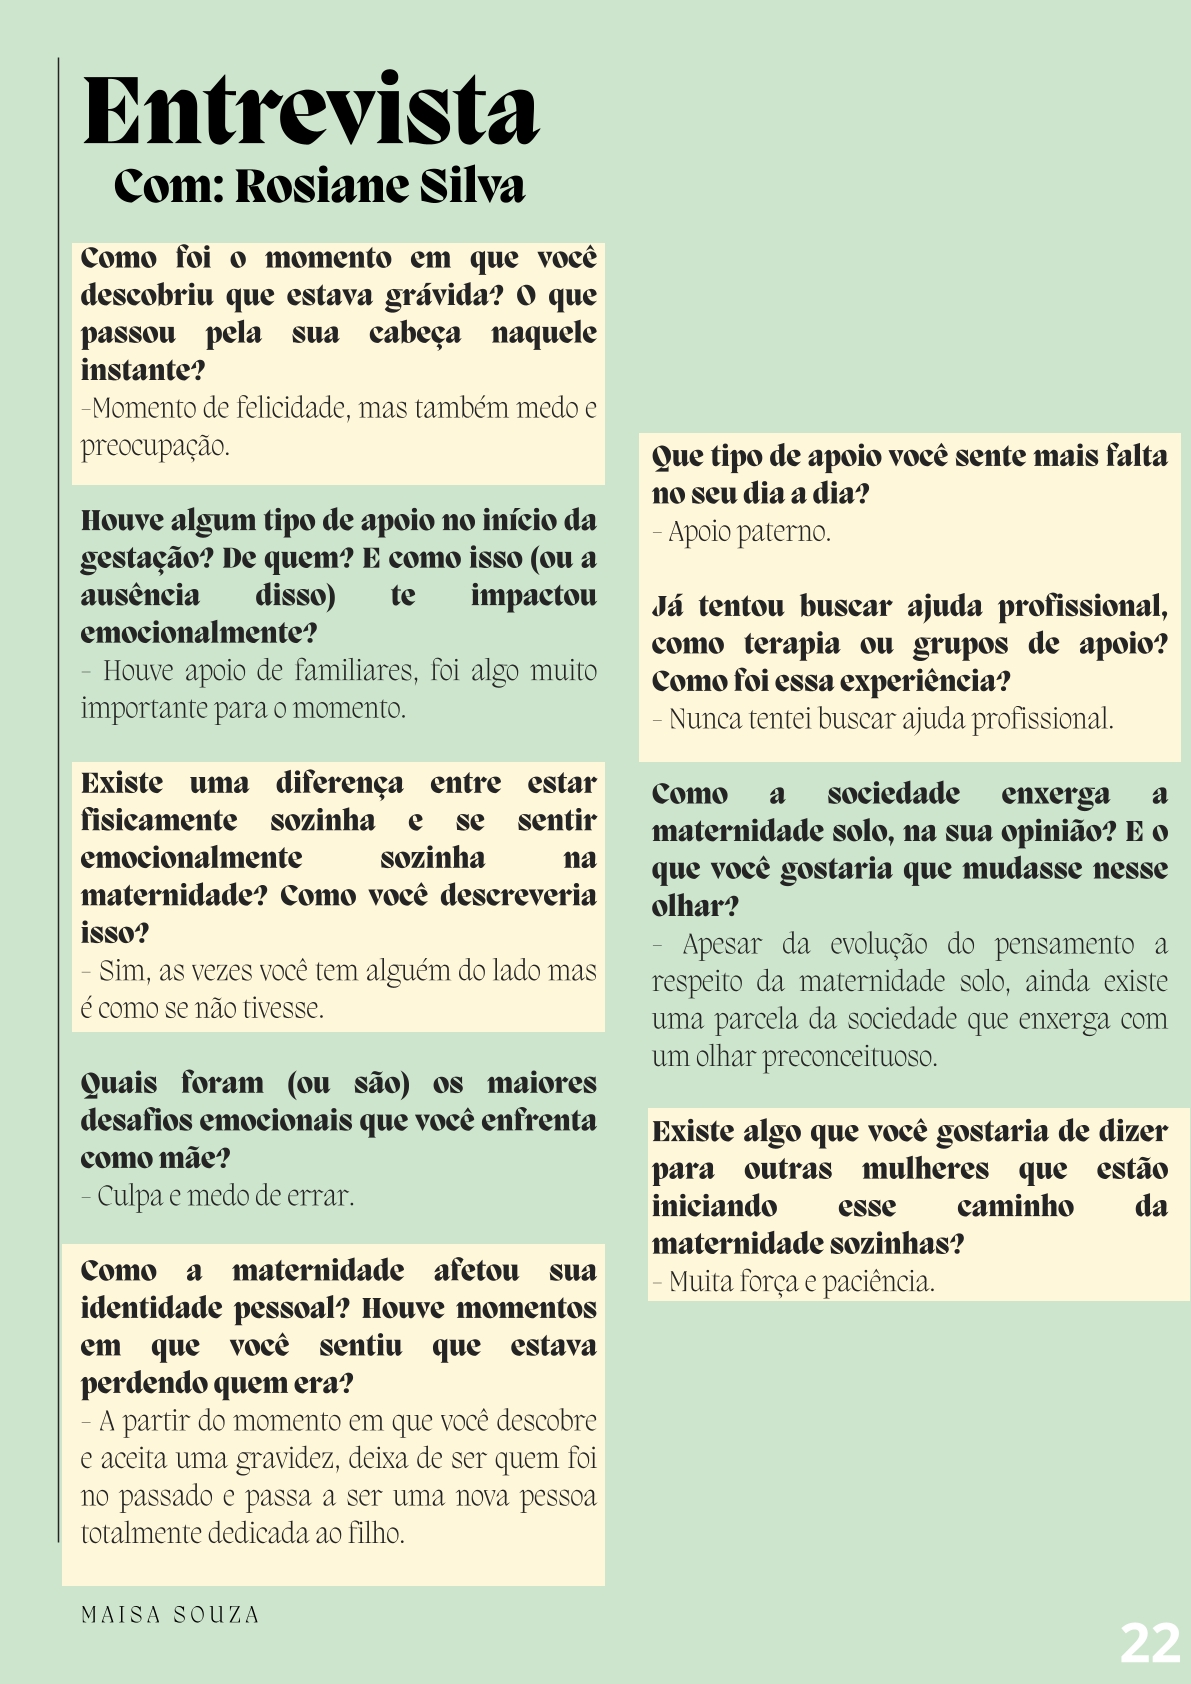 Entrevista
Com: Rosiane Silva
Como foi o momento em que você
descobriu que estava grávida? O que
passou pela sua cabeça naquele
instante?
-Momento de felicidade, mas também medo e
preocupação.
Houve algum tipo de apoio no início da
gestação? De quem? E como isso (ou a
ausência disso) te impactou
emocionalmente?
- Houve apoio de familiares, foi algo muito
importante para o momento.
Existe uma diferença entre estar
fisicamente sozinha e se sentir
emocionalmente sozinha na
maternidade? Como você descreveria
isso?
- Sim, as vezes você tem alguém do lado mas
é como se não tivesse.
Quais foram (ou são) os maiores
desafios emocionais que você enfrenta
como mãe?
- Culpa e medo de errar.
Como a maternidade afetou sua
identidade pessoal? Houve momentos
em que você sentiu que estava
perdendo quem era?
- A partir do momento em que você descobre
e aceita uma gravidez, deixa de ser quem foi
no passado e passa a ser uma nova pessoa
totalmente dedicada ao filho.
Que tipo de apoio você sente mais falta
no seu dia a dia?
- Apoio paterno.
Já tentou buscar ajuda profissional,
como terapia ou grupos de apoio?
Como foi essa experiência?
- Nunca tentei buscar ajuda profissional.
Como a sociedade enxerga a
maternidade solo, na sua opinião? E o
que você gostaria que mudasse nesse
olhar?
- Apesar da evolução do pensamento a
respeito da maternidade solo, ainda existe
uma parcela da sociedade que enxerga com
um olhar preconceituoso.
Existe algo que você gostaria de dizer
para outras mulheres que estão
iniciando esse caminho da
maternidade sozinhas?
- Muita força e paciência.
MAISA SOUZA
22